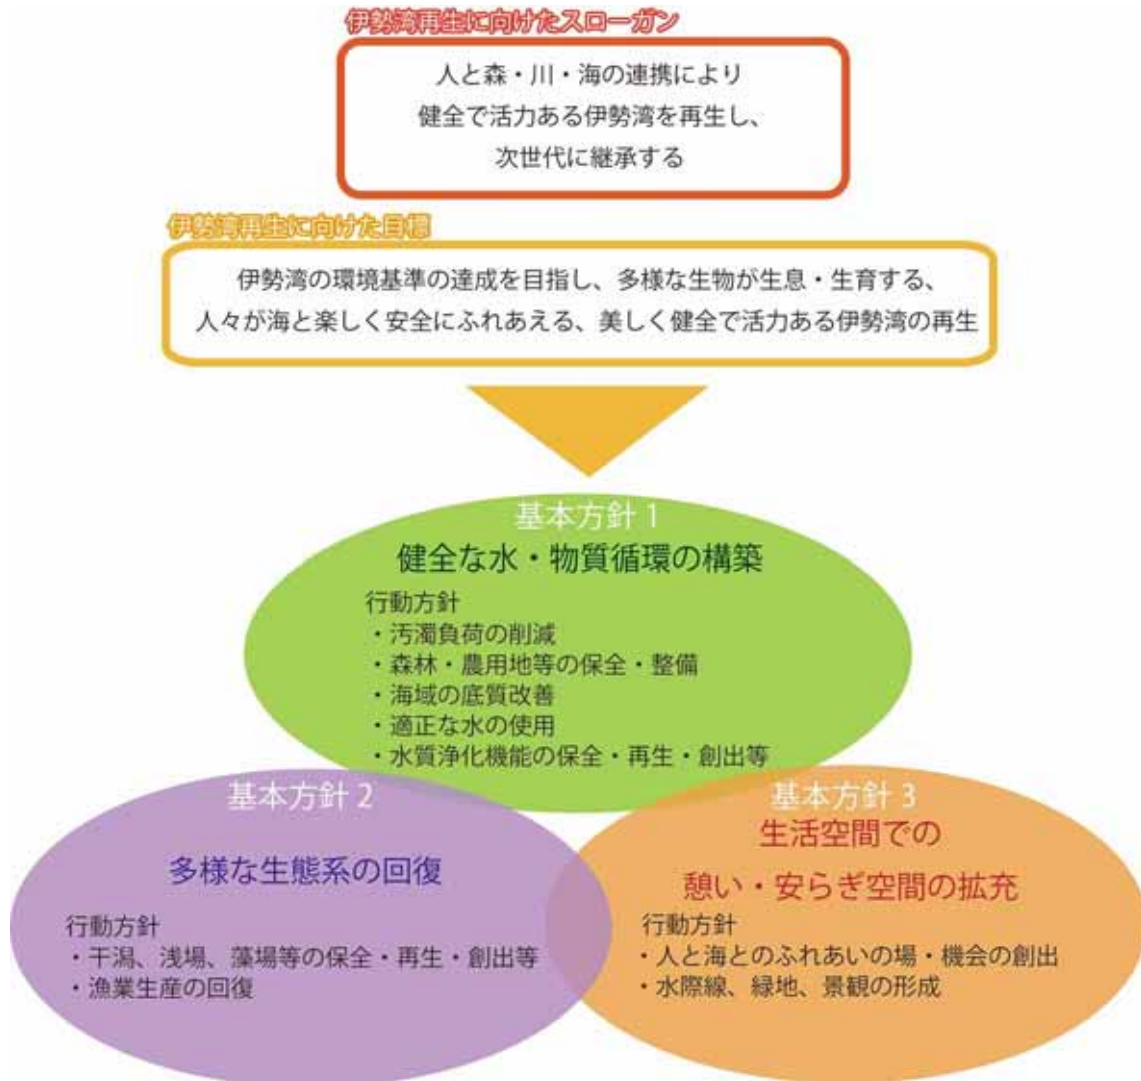 伊勢湾再生に向けたスローガン
人と森・川・海の連携により
健全で活力ある伊勢湾を再生し、
次世代に継承する
伊勢湾再生に向けた目標
伊勢湾の環境基準の達成を目指し、多様な生物が生息・生育する、
人々が海と楽しく安全にふれあえる、美しく健全で活力ある伊勢湾の再生
基本方針 1
健全な水・物質循環の構築
行動方針
・汚濁負荷の削減
・森林・農用地等の保全・整備
・海域の底質改善
・適正な水の使用
・水質浄化機能の保全・再生・創出等
基本方針 2
多様な生態系の回復
行動方針
・干潟、浅場、藻場等の保全・再生・創出等
・漁業生産の回復
基本方針 3
生活空間での
憩い・安らぎ空間の拡充
行動方針
・人と海とのふれあいの場・機会の創出
・水際線、緑地、景観の形成